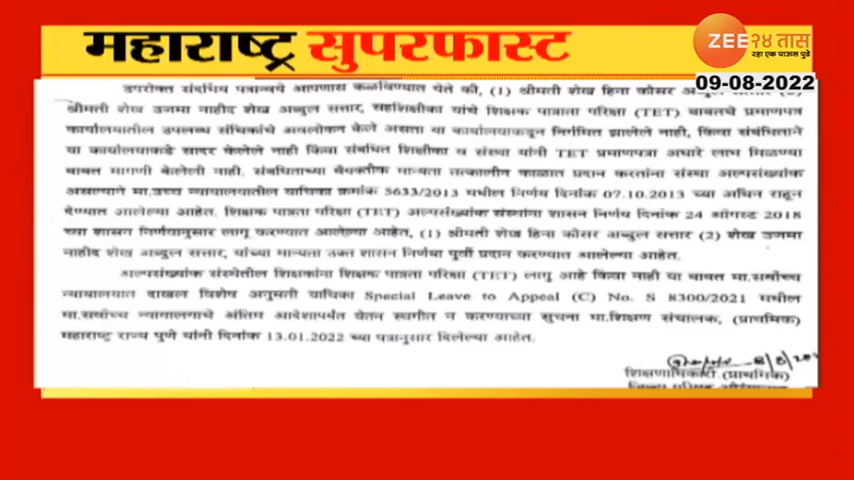 महाराष्ट्र सुपरफास्ट
ZEE २४ तास
रहा एक पाऊल पुढे
09-08-2022
उपरोक्त संदर्भिय पत्रान्वये आपणास कळविण्यात येते की, (1) श्रीमती शेख हिना कौसर अब्दुल सत्तार (2)
श्रीमती शेख उजमा नाहीद शेख अब्दुल सत्तार, सहशिक्षीका यांचे शिक्षक पात्राता परिक्षा (TET) बाबतचे प्रमाणपत्र
कार्यालयातील उपलब्ध संचिकांचे अवलोकन केले असता या कार्यालयाकडून निर्गमित झालेले नाही, किंवा संबंधिताने
या कार्यालयाकडे सादर केलेले नाही किंवा संबंधित शिक्षीका व संस्था यांनी TET प्रमाणपत्रा अधारे लाभ मिळण्या
बाबत मागणी केलेली नाही. संबंधिताच्या वैयक्तीक मान्यता तत्कालीन काळात प्रदान करतांना संस्था अल्पसंख्यांक
असल्याने मा.उच्च न्यायालयातील याचिका क्रमांक 5633/2013 मधील निर्णय दिनांक 07.10.2013 च्या अधिन राहून
देण्यात आलेल्या आहेत. शिक्षक पात्राता परिक्षा (TET) अल्पसंख्यांक संस्थांना शासन निर्णय दिनांक 24 ऑगस्ट 2018
च्या शासन निर्णयानुसार लागू करण्यात आलेल्या आहेत, (1) श्रीमती शेख हिना कौसर अब्दुल सत्तार (2) शेख उजमा
नाहीद शेख अब्दुल सत्तार, यांच्या मान्यता उक्त शासन निर्णया पुर्वी प्रदान करण्यात आलेल्या आहेत.
अल्पसंख्यांक संस्थेतील शिक्षकांना शिक्षक पात्रता परिक्षा (TET) लागू आहे किंवा नाही या बाबत मा.सर्वोच्च
न्यायालयात दाखल विशेष अनुमती याचिका Special Leave to Appeal (C) No. S 8300/2021 मधील
मा.सर्वोच्च न्यायालयाचे अंतिम आदेशापर्यंत वेतन स्थगीत न करण्याच्या सुचना मा.शिक्षण संचालक, (प्राथमिक)
महाराष्ट्र राज्य पुणे यांनी दिनांक 13.01.2022 च्या पत्रानुसार दिलेल्या आहेत.
शिक्षणाधिकारी (प्राथमिक)
जिल्हा परिषद औरंगाबाद